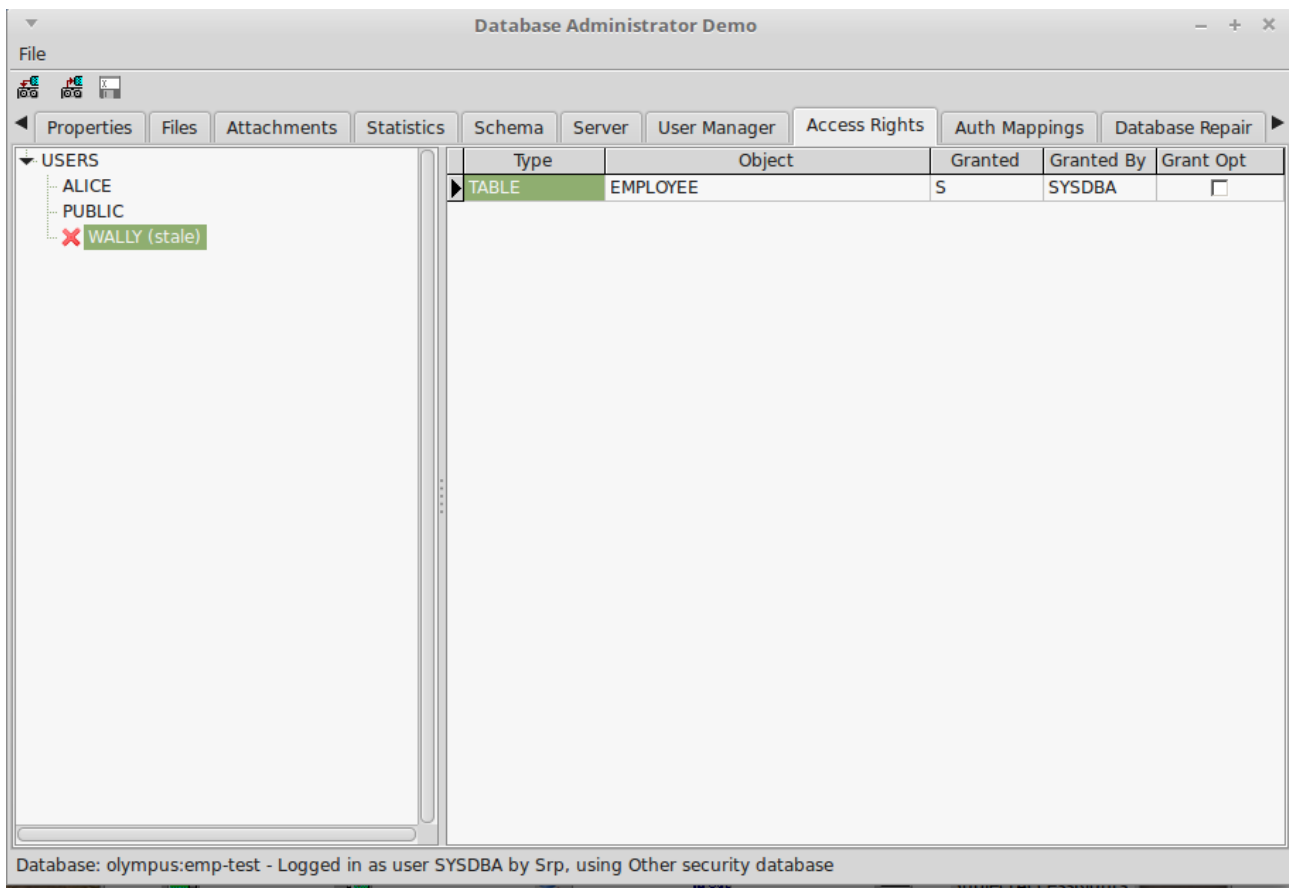 Database Administrator Demo
File
Properties Files Attachments Statistics Schema Server User Manager Access Rights Auth Mappings Database Repair
USERS
ALICE
PUBLIC
WALLY (stale)
Type Object Granted Granted By Grant Opt
TABLE EMPLOYEE S SYSDBA
Database: olympus:emp-test - Logged in as user SYSDBA by Srp, using Other security database